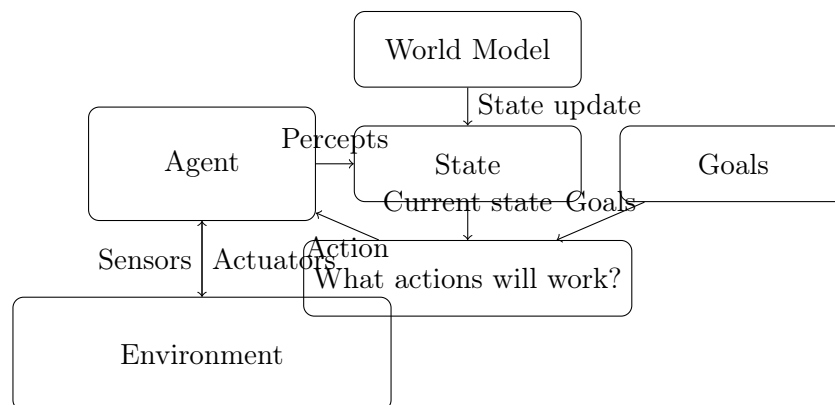 World Model
State update
Percepts
Agent
State
Goals
Current state
Goals
Action
Sensors
Actuators
What actions will work?
Environment